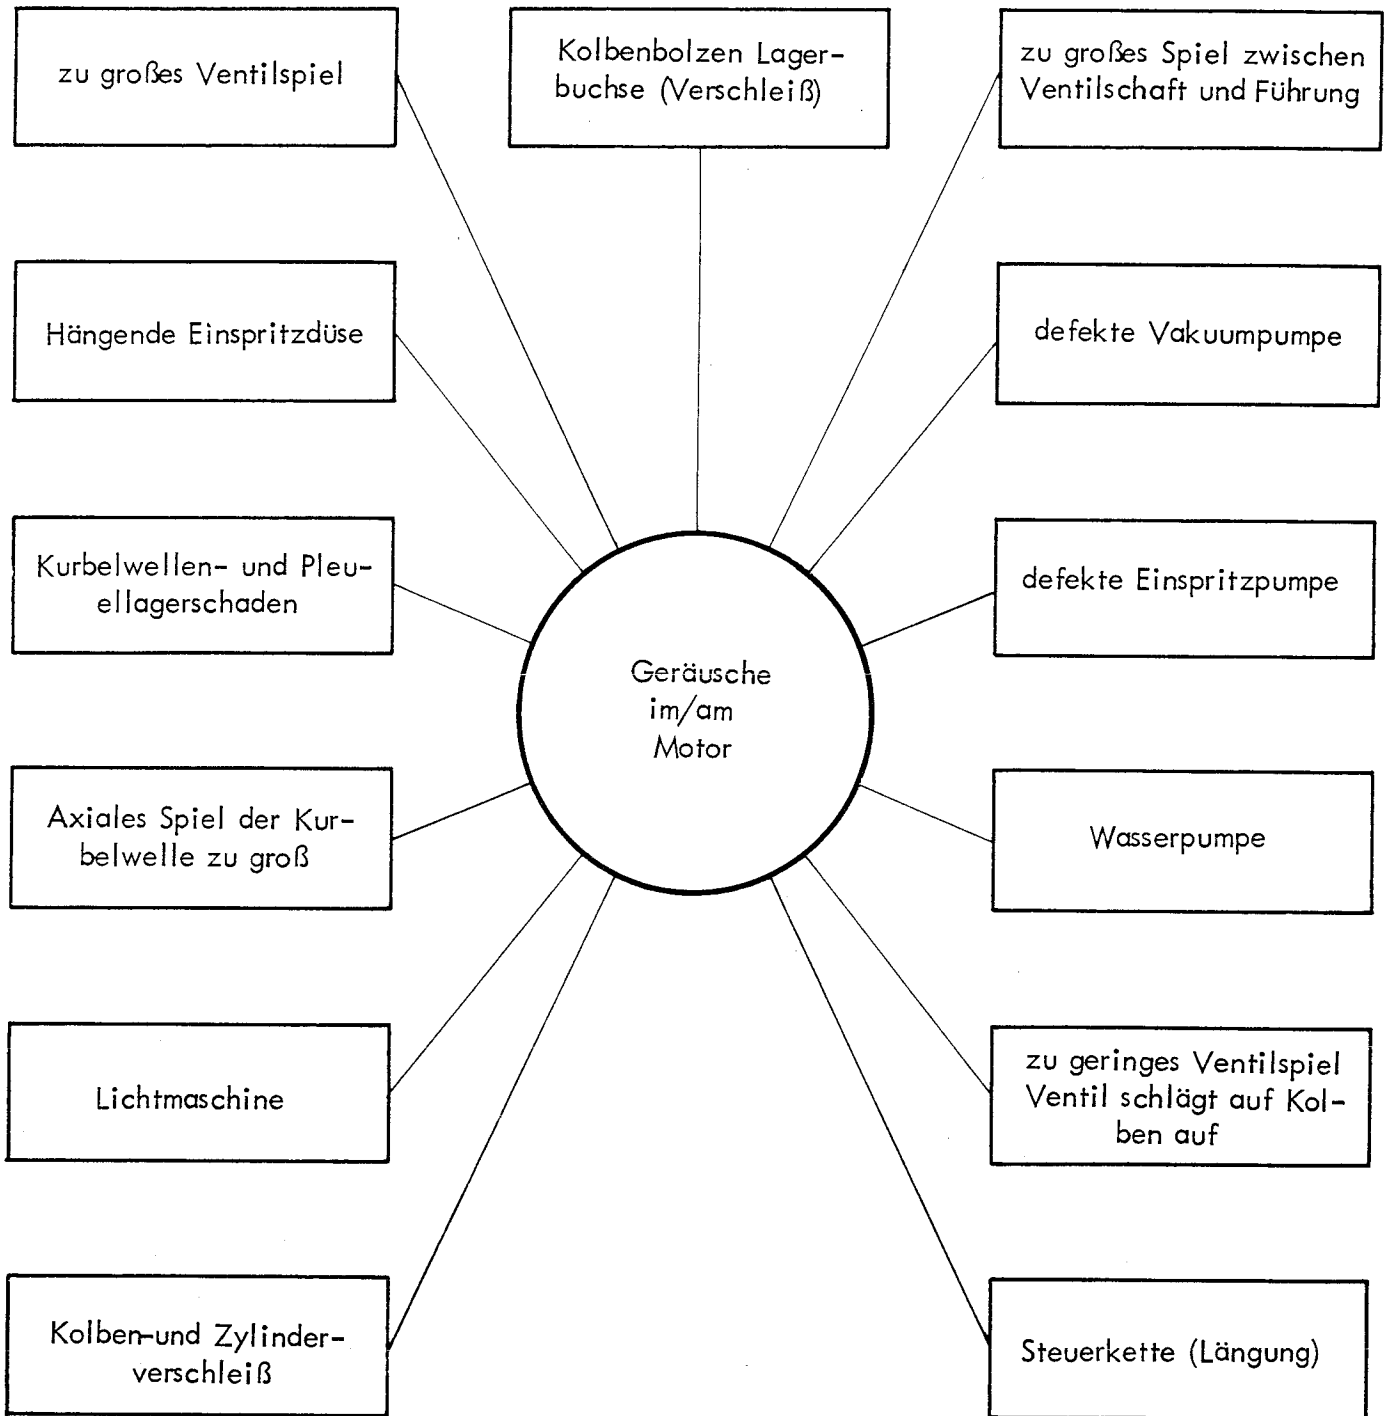 zu großes Ventilspiel
Kolbenbolzen Lager-
buchse (Verschleiß)
zu großes Spiel zwischen
Ventilschaft und Führung
Hängende Einspritzdüse
defekte Vakuumpumpe
Kurbelwellen- und Pleu-
ellagerschaden
defekte Einspritzpumpe
Geräusche
im/am
Motor
Axiales Spiel der Kur-
belwelle zu groß
Wasserpumpe
Lichtmaschine
zu geringes Ventilspiel
Ventil schlägt auf Kol-
ben auf
Kolben-und Zylinder-
verschleiß
Steuerkette (Längung)